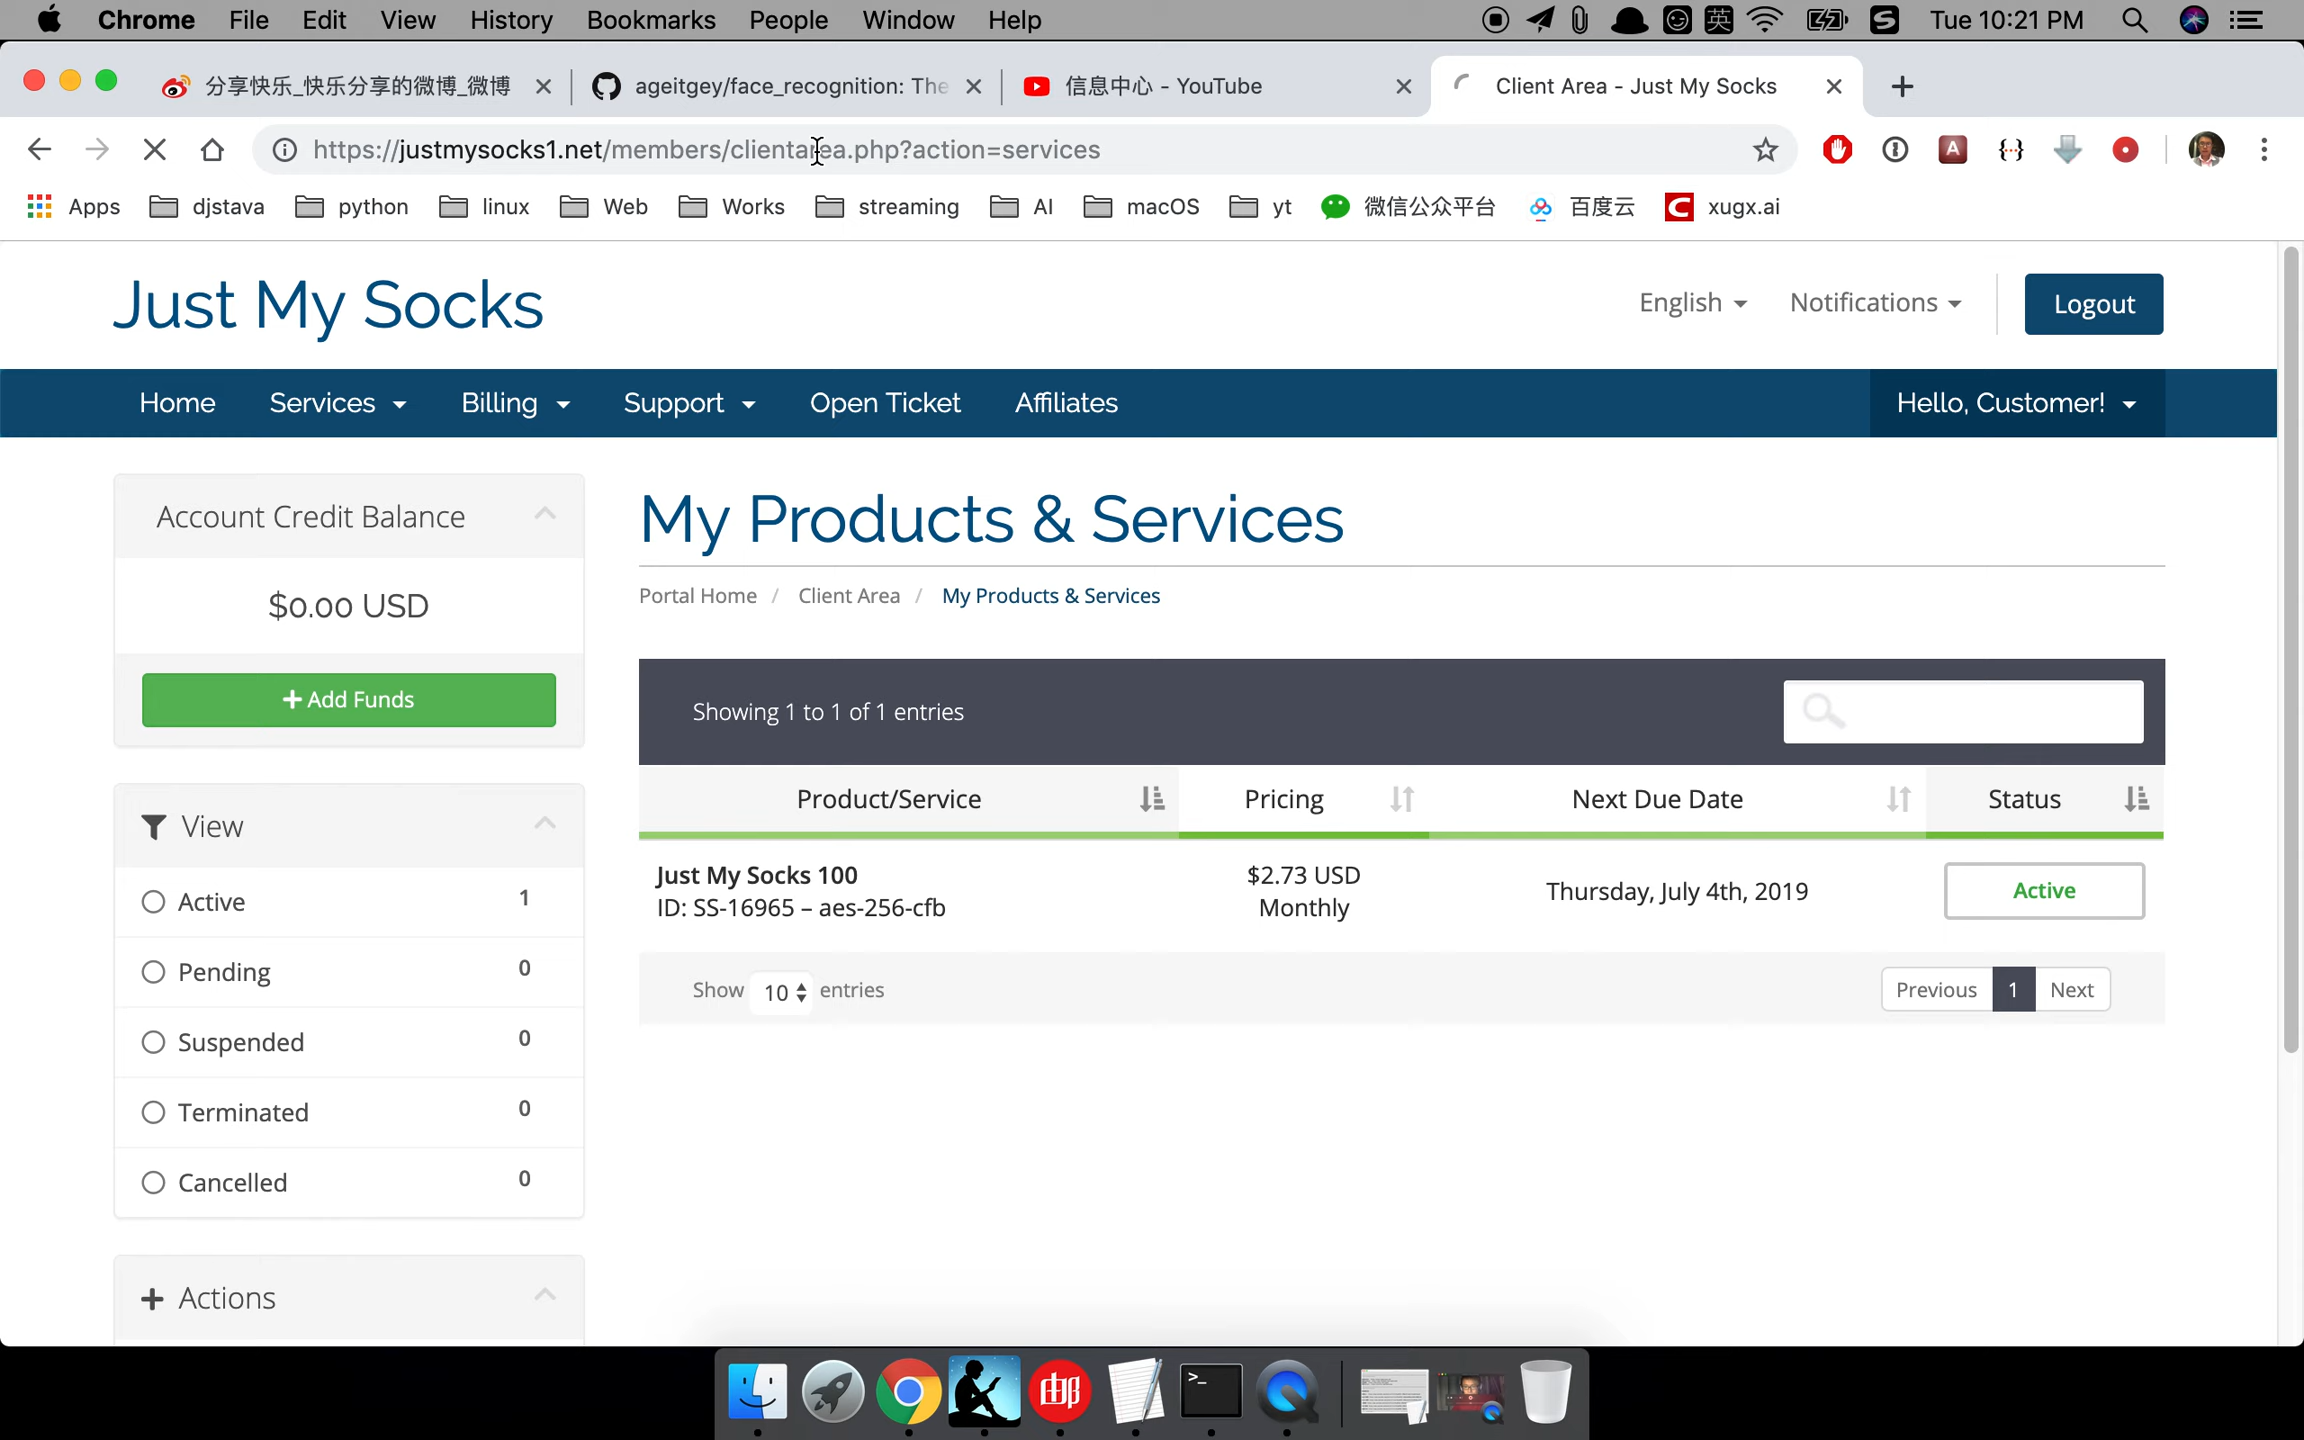 Chrome File Edit View History Bookmarks People Window Help 英 Tue 10:21 PM
分享快乐_快乐分享的微博_微博 ageitgey/face_recognition: The 信息中心 - YouTube Client Area - Just My Socks
https://justmysocks1.net/members/clientarea.php?action=services
Apps djstava python linux Web Works streaming AI macOS yt 微信公众平台 百度云 xugx.ai
Just My Socks
English Notifications Logout
Home Services Billing Support Open Ticket Affiliates Hello, Customer!
Account Credit Balance
$0.00 USD
+ Add Funds
View
Active 1
Pending 0
Suspended 0
Terminated 0
Cancelled 0
+ Actions
My Products & Services
Portal Home / Client Area / My Products & Services
Showing 1 to 1 of 1 entries
Product/Service Pricing Next Due Date Status
Just My Socks 100
ID: SS-16965 – aes-256-cfb
$2.73 USD
Monthly
Thursday, July 4th, 2019
Active
Show 10 entries
Previous 1 Next